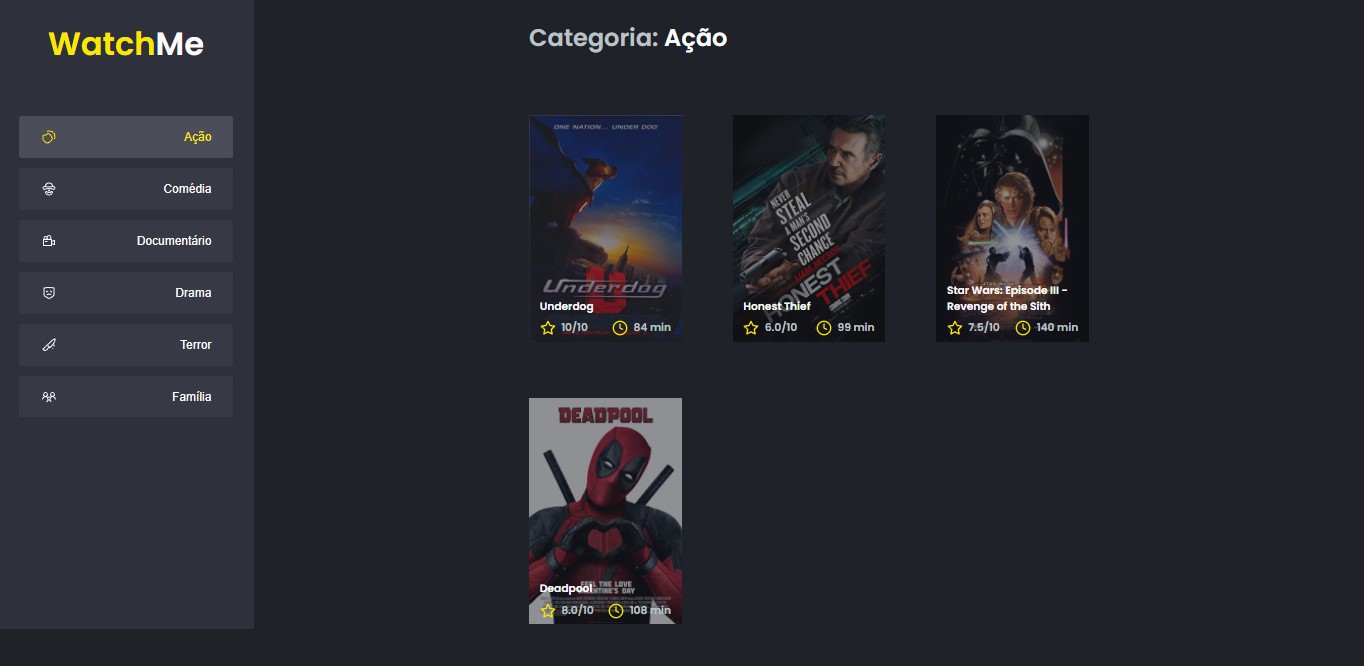 WatchMe
Ação
Comédia
Documentário
Drama
Terror
Família
Categoria: Ação
ONE NATION... UNDER DOG
Underdog
Underdog
10/10 84 min
NEVER
STEAL
A MAN'S
SECOND
CHANCE
LIAM NEESON
HONEST
THIEF
Honest Thief
6.0/10 99 min
Star Wars: Episode III -
Revenge of the Sith
7.5/10 140 min
DEADPOOL
FEEL THE LOVE
Deadpool
8.0/10 108 min